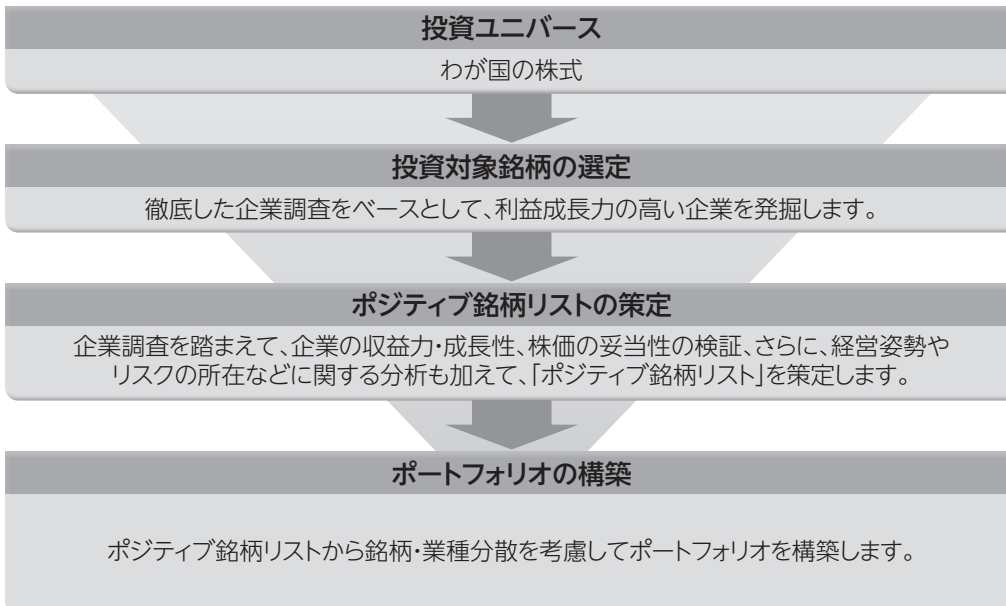 投資ユニバース
わが国の株式
投資対象銘柄の選定
徹底した企業調査をベースとして、利益成長力の高い企業を発掘します。
ポジティブ銘柄リストの策定
企業調査を踏まえて、企業の収益力・成長性、株価の妥当性の検証、さらに、経営姿勢や
リスクの所在などに関する分析も加えて、「ポジティブ銘柄リスト」を策定します。
ポートフォリオの構築
ポジティブ銘柄リストから銘柄・業種分散を考慮してポートフォリオを構築します。